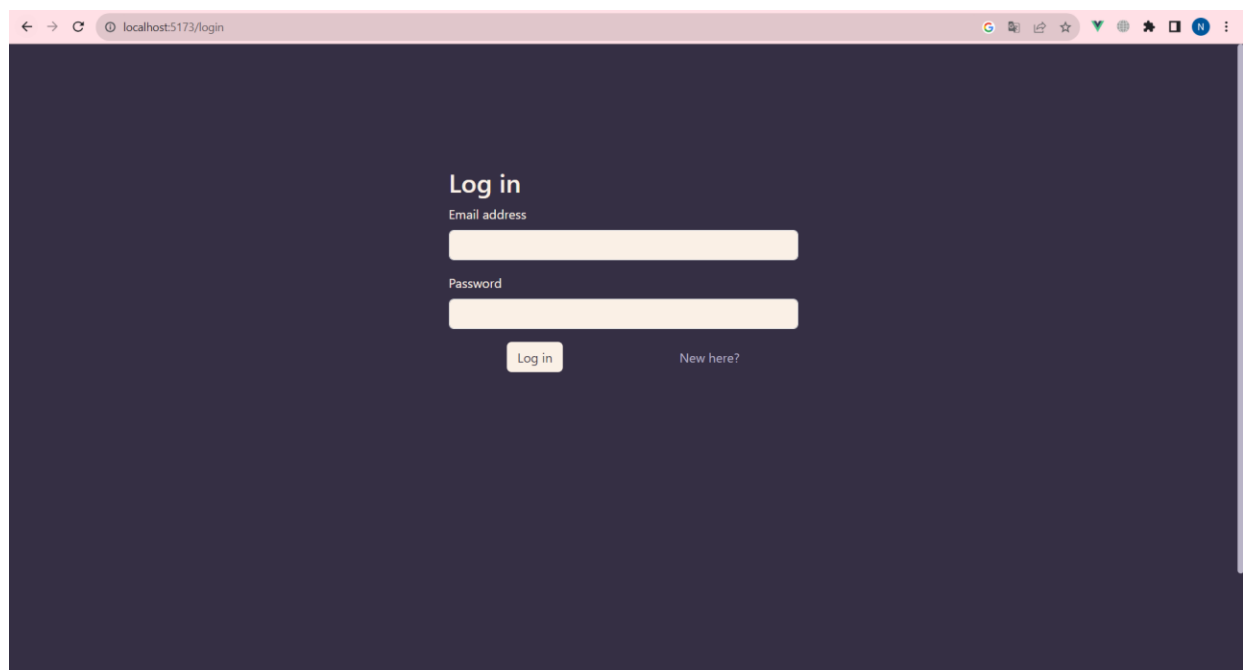 localhost:5173/login
G
N
Log in
Email address
Password
Log in New here?